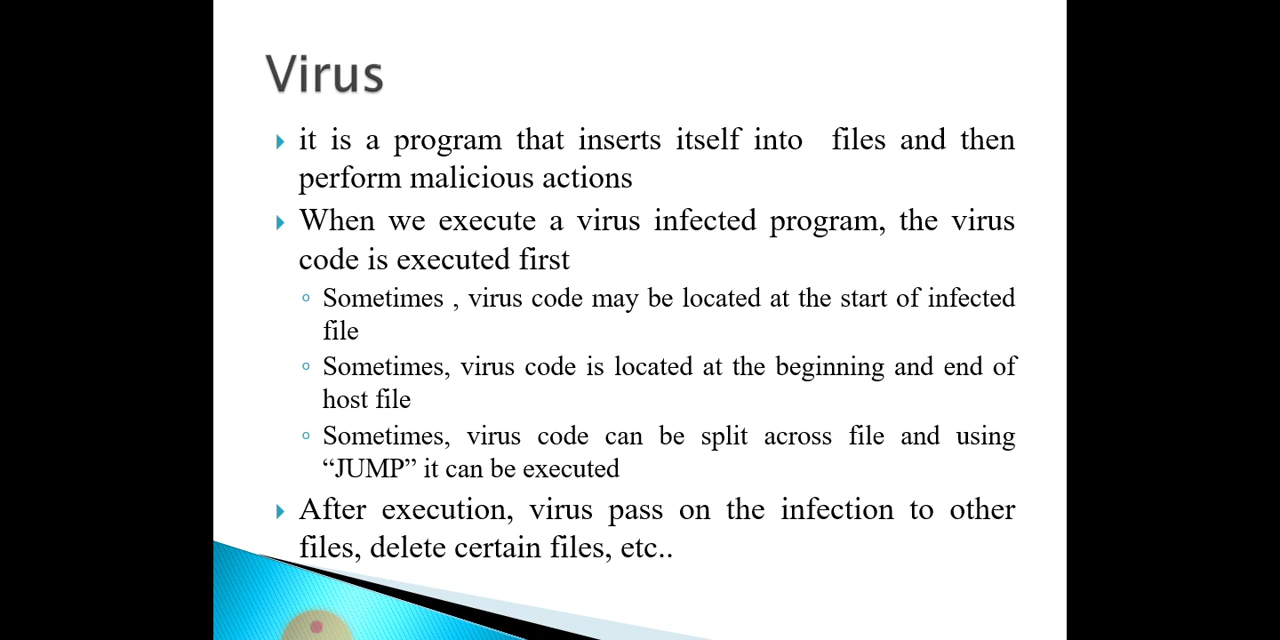 Virus
it is a program that inserts itself into files and then
perform malicious actions
When we execute a virus infected program, the virus
code is executed first
Sometimes , virus code may be located at the start of infected
file
Sometimes, virus code is located at the beginning and end of
host file
Sometimes, virus code can be split across file and using
“JUMP” it can be executed
After execution, virus pass on the infection to other
files, delete certain files, etc..